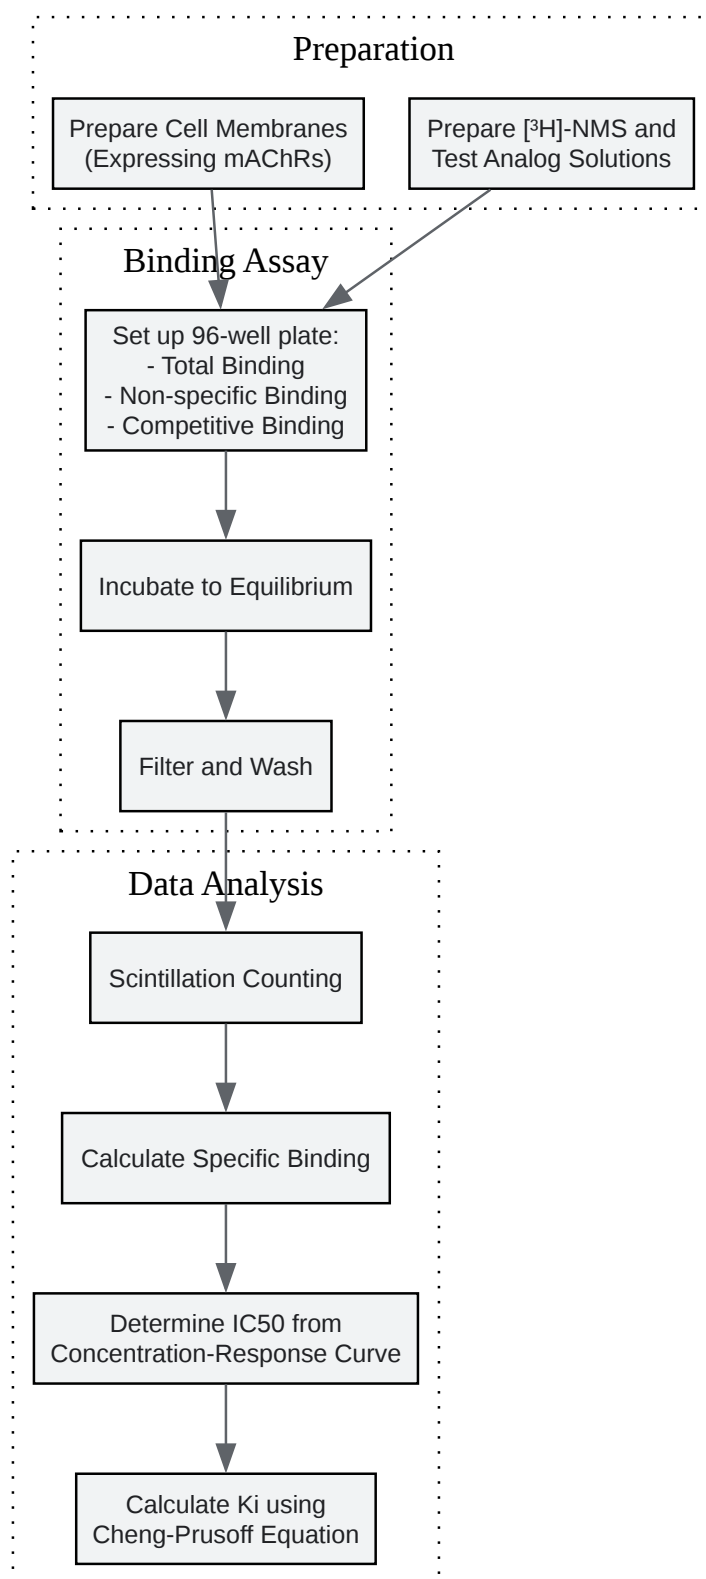 Preparation
Prepare Cell Membranes
(Expressing mAChRs)
Prepare [³H]-NMS and
Test Analog Solutions
Binding Assay
Set up 96-well plate:
- Total Binding
- Non-specific Binding
- Competitive Binding
Incubate to Equilibrium
Filter and Wash
Data Analysis
Scintillation Counting
Calculate Specific Binding
Determine IC50 from
Concentration-Response Curve
Calculate Ki using
Cheng-Prusoff Equation